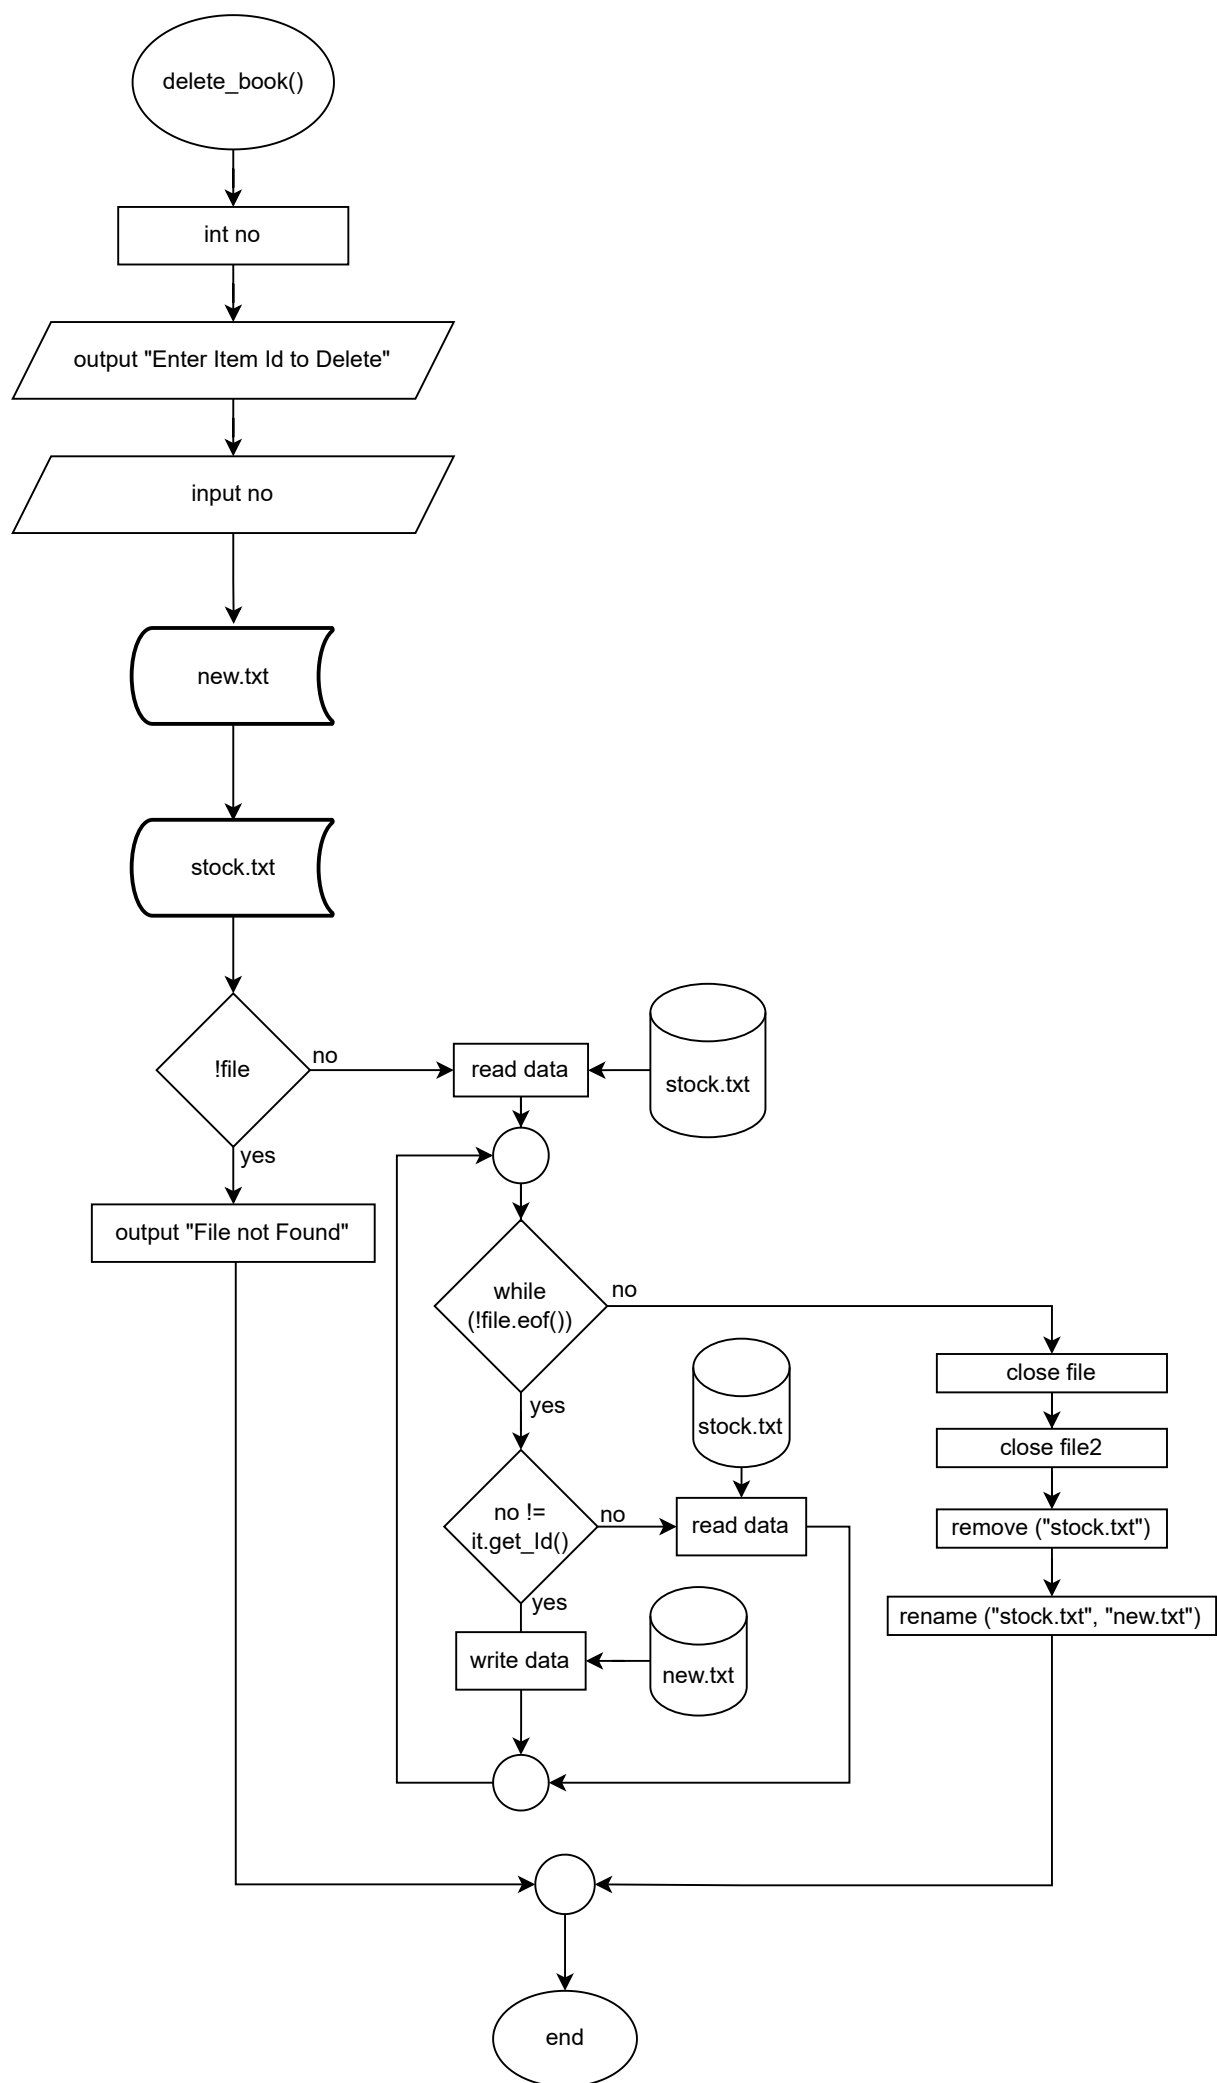 delete_book()
int no
output "Enter Item Id to Delete"
input no
new.txt
stock.txt
!file
no
read data
stock.txt
yes
output "File not Found"
while
(!file.eof())
no
close file
close file2
remove ("stock.txt")
rename ("stock.txt", "new.txt")
yes
stock.txt
no !=
it.get_Id()
no
read data
yes
write data
new.txt
end